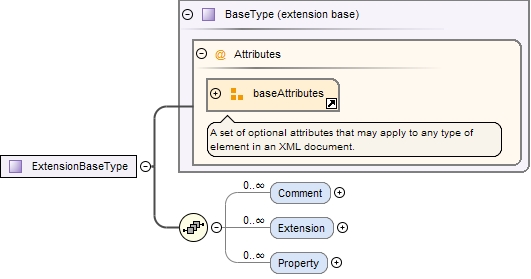 BaseType (extension base)
@ Attributes
baseAttributes
A set of optional attributes that may apply to any type of
element in an XML document.
ExtensionBaseType
0..∞
Comment
0..∞
Extension
0..∞
Property